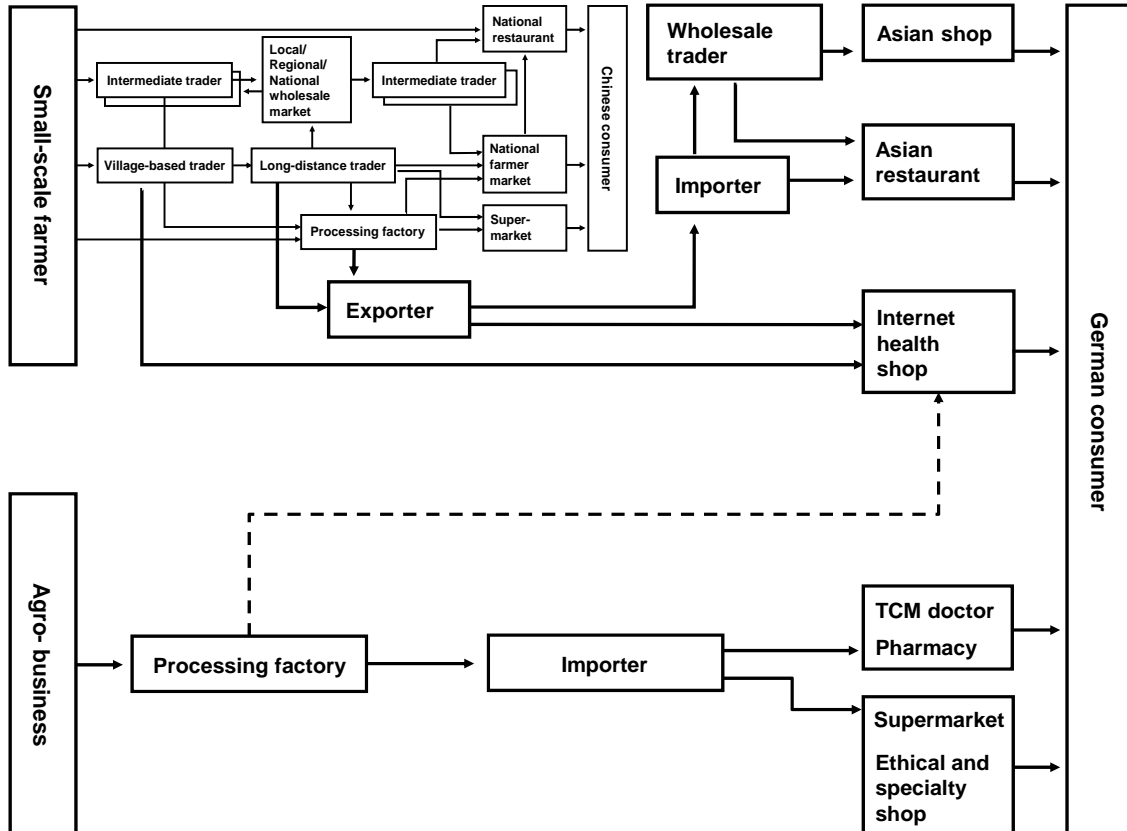 Small-scale farmer
Intermediate trader
Village-based trader
Local/
Regional/
National
wholesale
market
Long-distance trader
Intermediate trader
Processing factory
National
restaurant
National
farmer
market
Super-
market
Chinese consumer
Exporter
Wholesale
trader
Importer
Asian shop
Asian
restaurant
Internet
health
shop
German consumer
Agro- business
Processing factory
Importer
TCM doctor
Pharmacy
Supermarket
Ethical and
specialty
shop